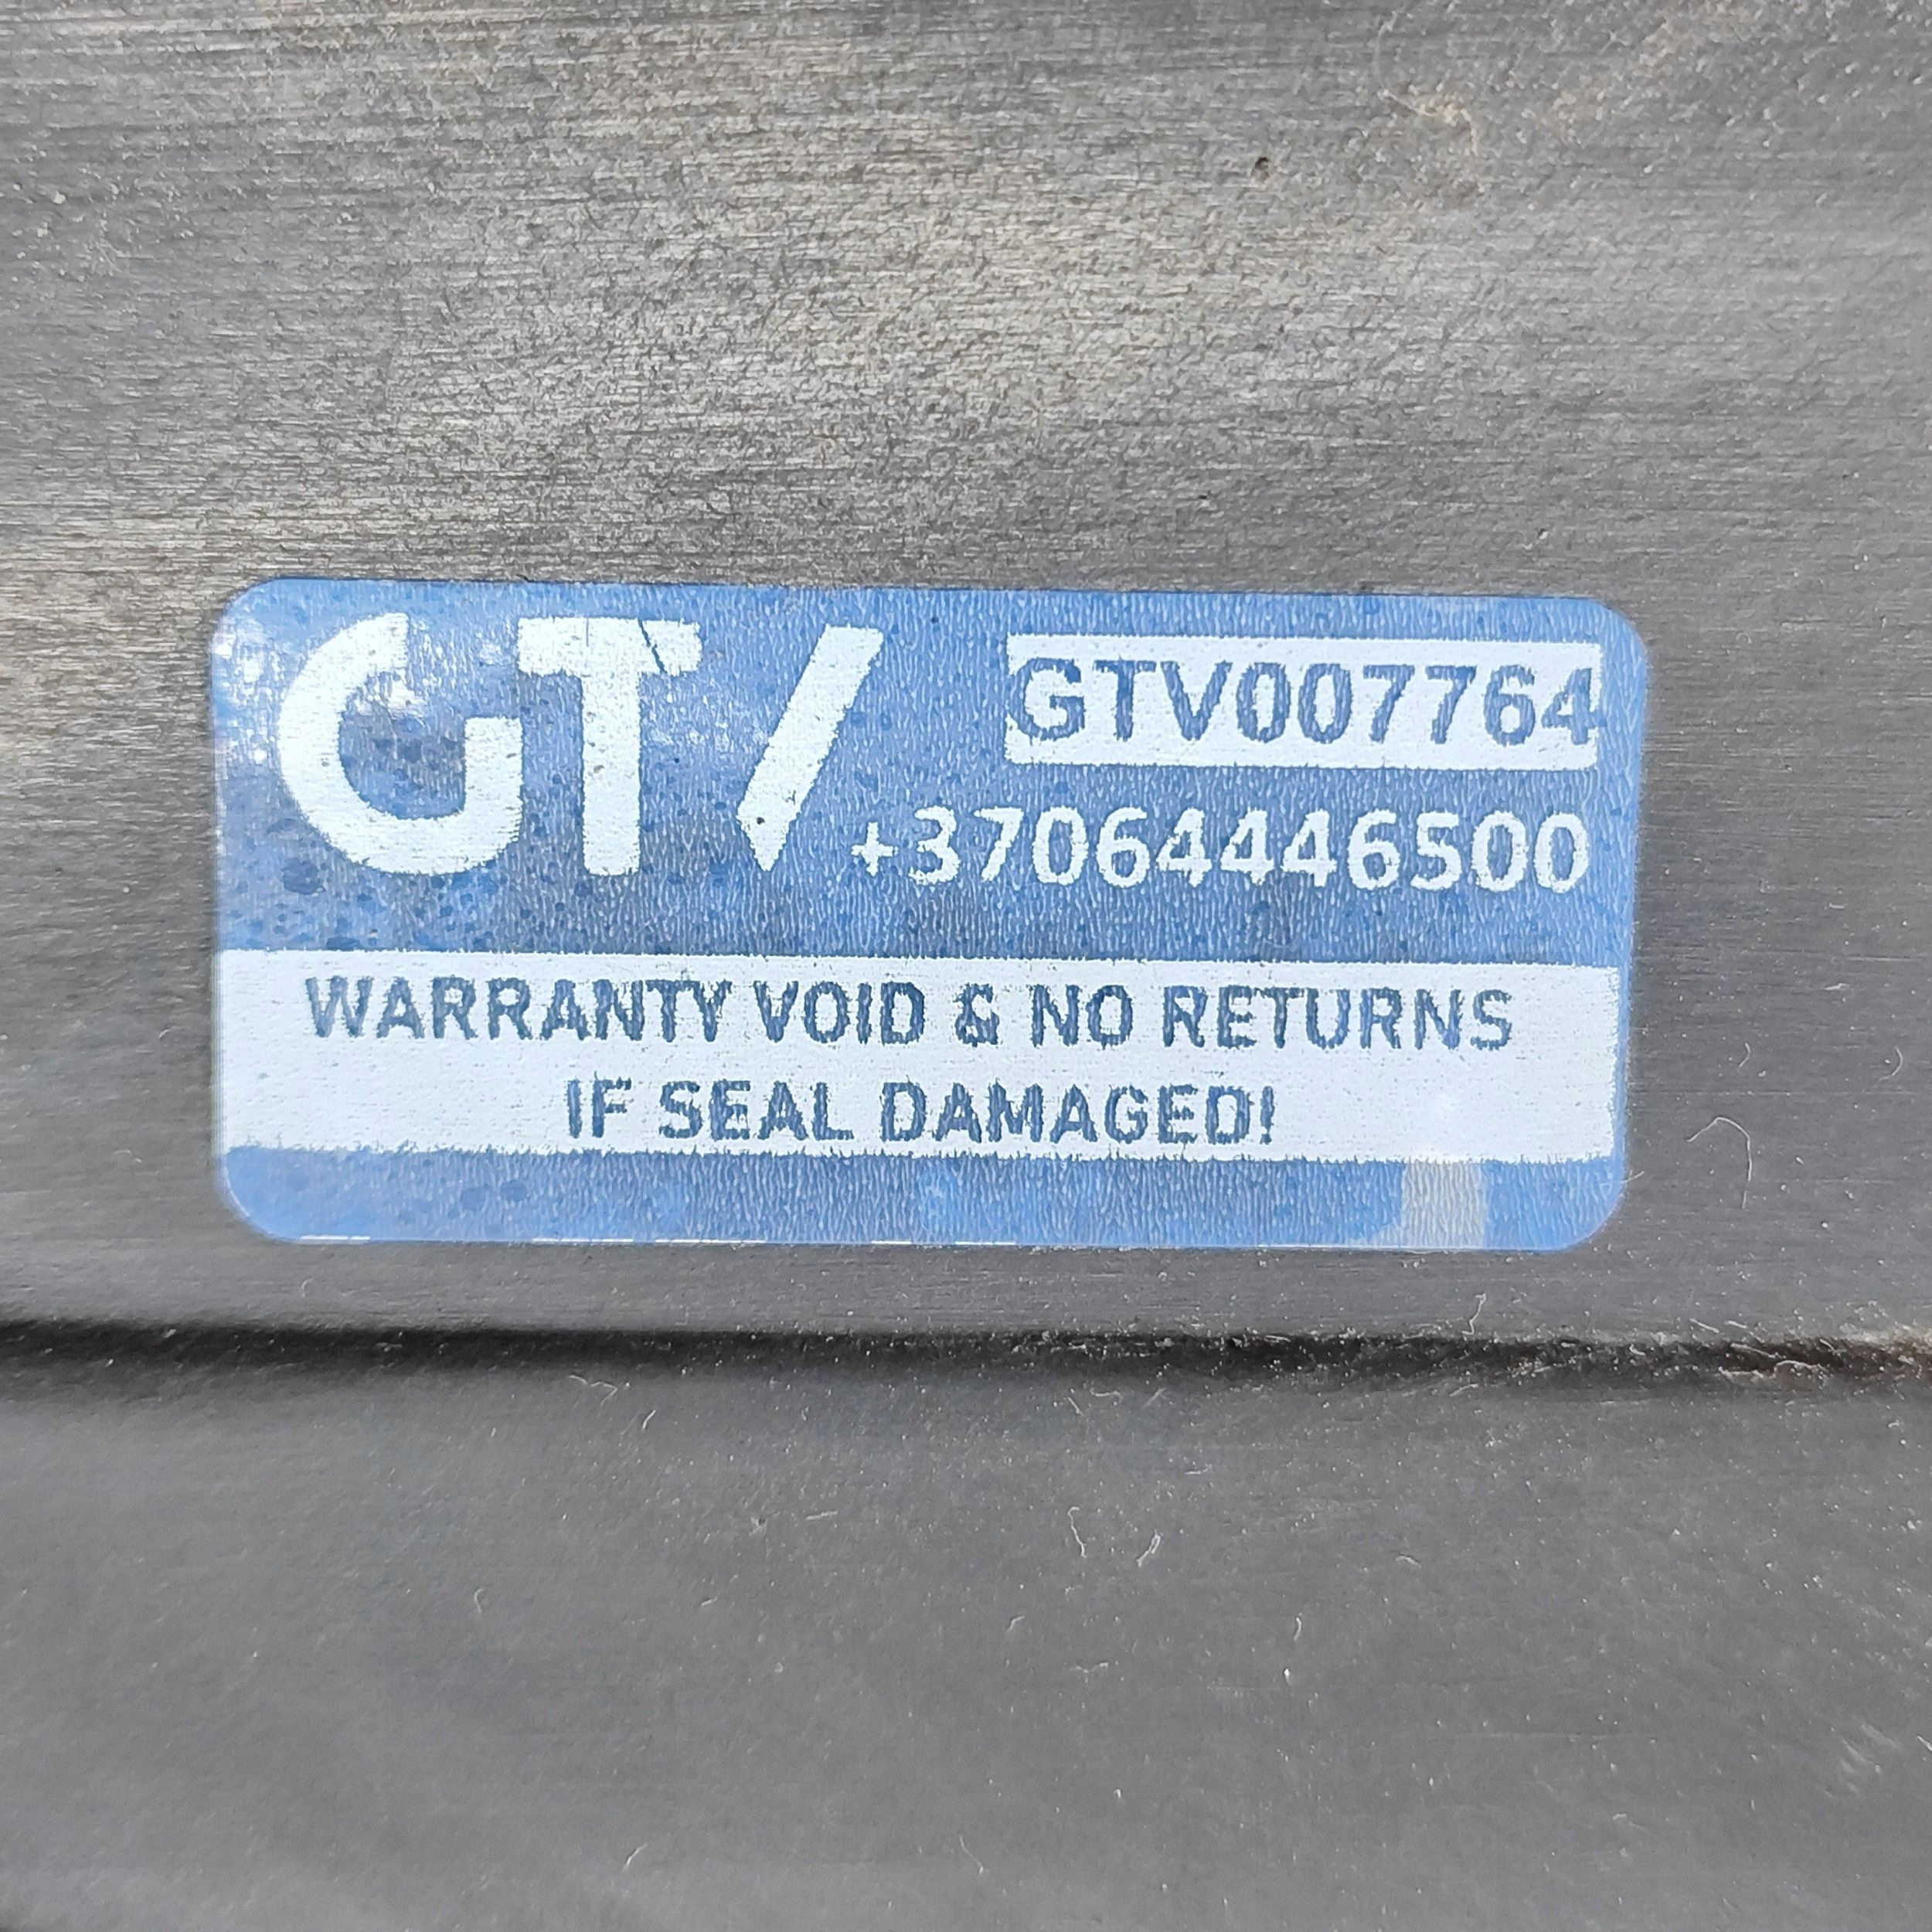 GTV
GTV007764
+37064446500
WARRANTY VOID & NO RETURNS
IF SEAL DAMAGED!